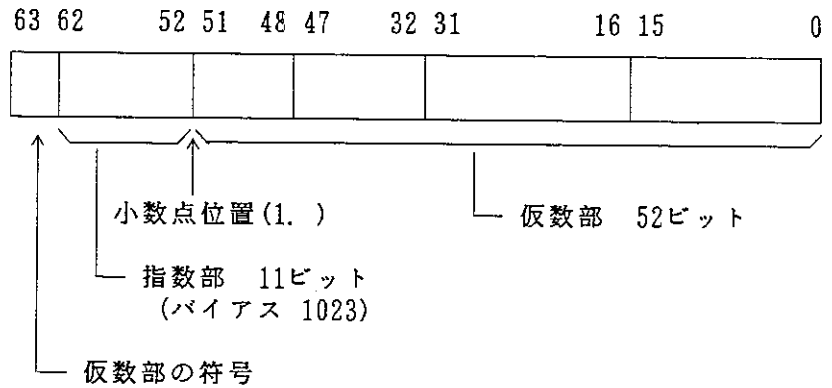 63 62 52 51 48 47 32 31 16 15 0
小数点位置(1. )
仮数部 52ビット
指数部 11ビット
(バイアス 1023)
仮数部の符号